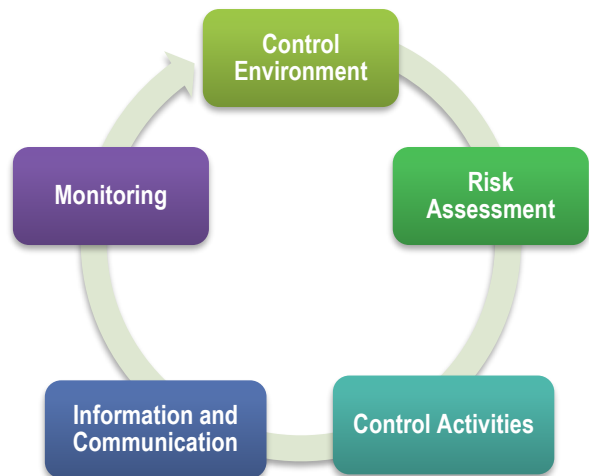 Control
Environment
Risk
Assessment
Control Activities
Information and
Communication
Monitoring